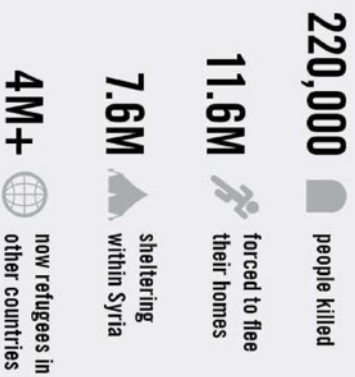 220,000
people killed
11.6M
forced to flee
their homes
7.6M
sheltering
within Syria
4M+
now refugees in
other countries